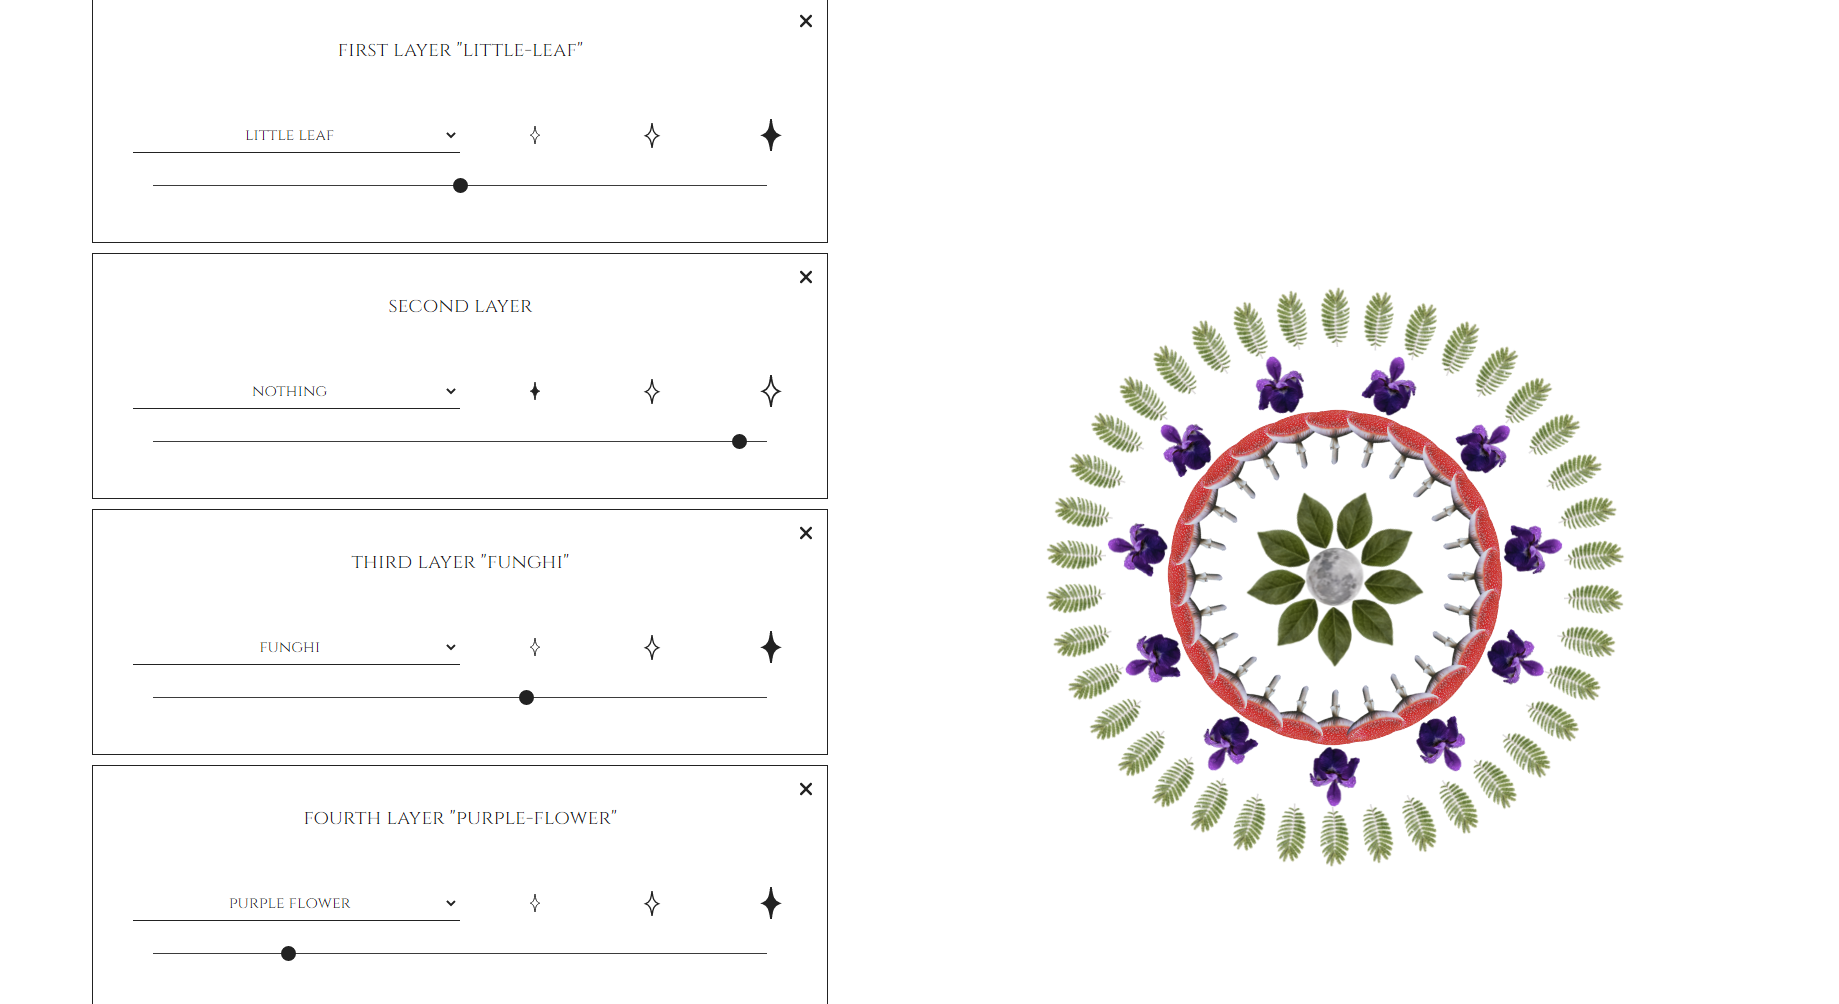 FIRST LAYER "LITTLE-LEAF"
LITTLE LEAF
SECOND LAYER
NOTHING
THIRD LAYER "FUNGHI"
FUNGHI
FOURTH LAYER "PURPLE-FLOWER"
PURPLE FLOWER